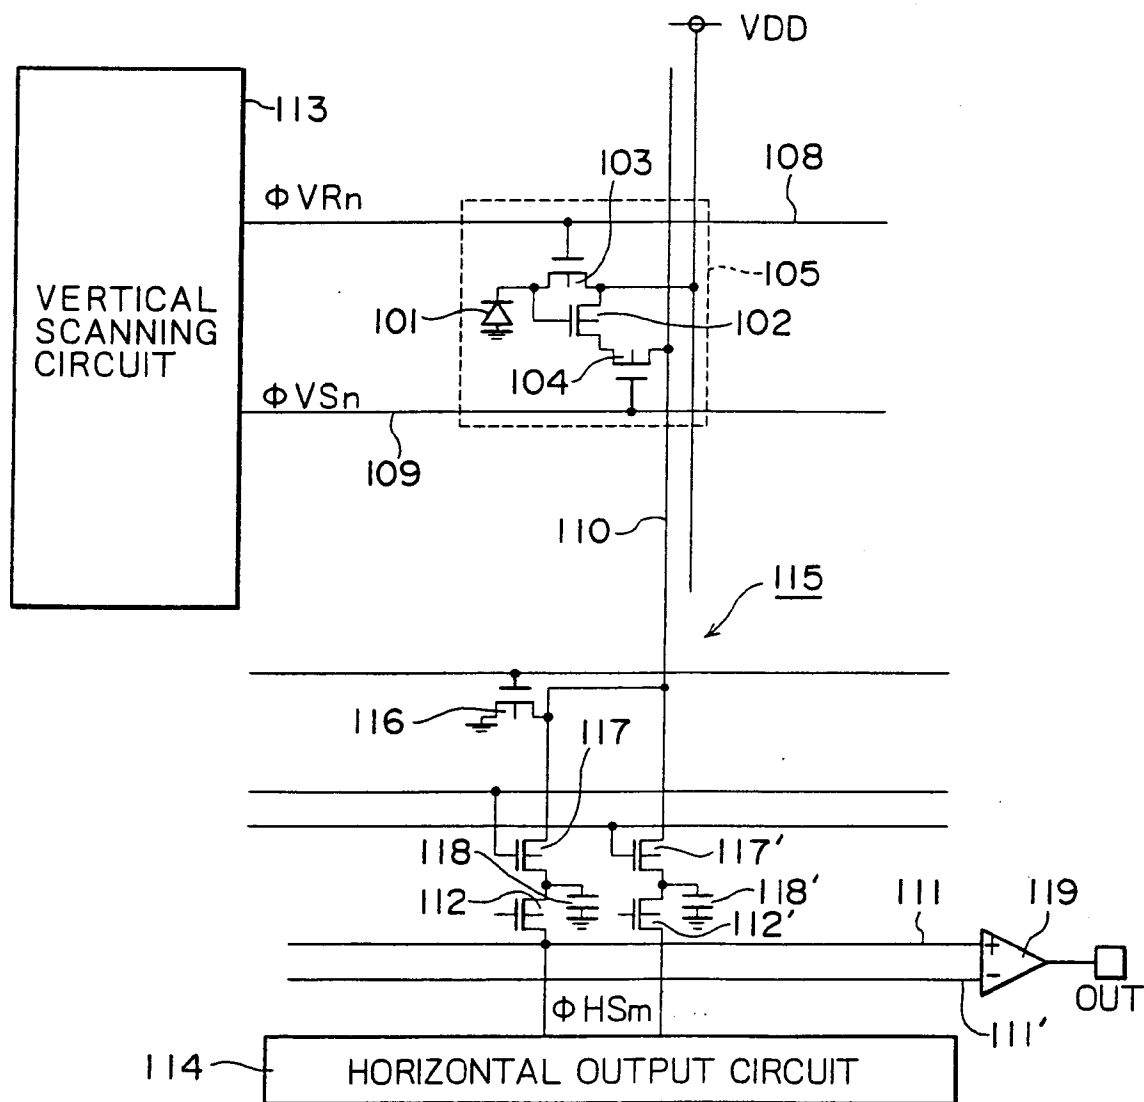 VDD
113
103
108
ΦVRn
105
VERTICAL
SCANNING
CIRCUIT
101
102
104
ΦVSn
109
110
115
116
117
118
117'
118'
112
112'
111
119
+
−
OUT
ΦHSm
111'
114
HORIZONTAL OUTPUT CIRCUIT